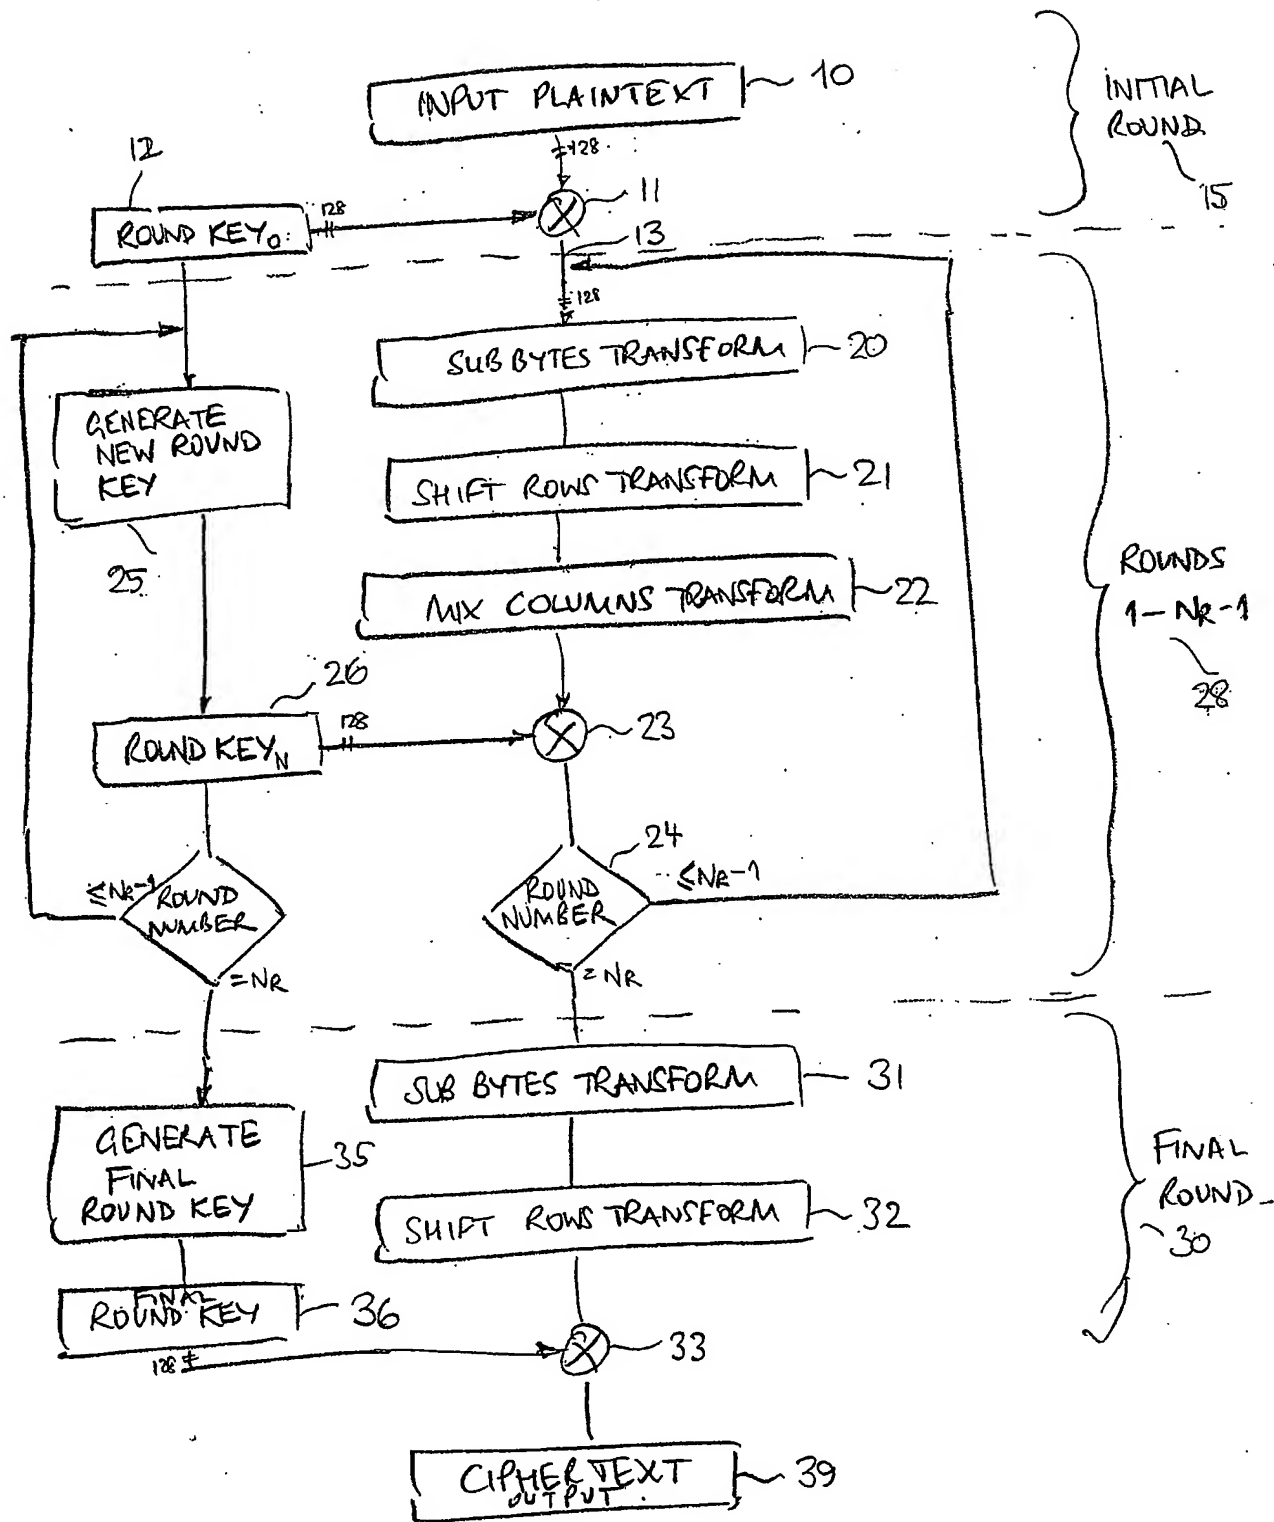 INPUT PLAINTEXT
10
INITIAL
ROUND
15
128
12
11
ROUND KEY0
128
13
128
SUB BYTES TRANSFORM
20
GENERATE
NEW ROUND
KEY
25
SHIFT ROWS TRANSFORM
21
MIX COLUMNS TRANSFORM
22
ROUNDS
1-NR-1
28
26
ROUND KEYN
128
23
24
≤NR-1
ROUND
NUMBER
=NR
ROUND
NUMBER
≤NR-1
=NR
SUB BYTES TRANSFORM
31
GENERATE
FINAL
ROUND KEY
35
SHIFT ROWS TRANSFORM
32
FINAL
ROUND
30
FINAL
ROUND KEY
36
128
33
CIPHERTEXT
OUTPUT
39